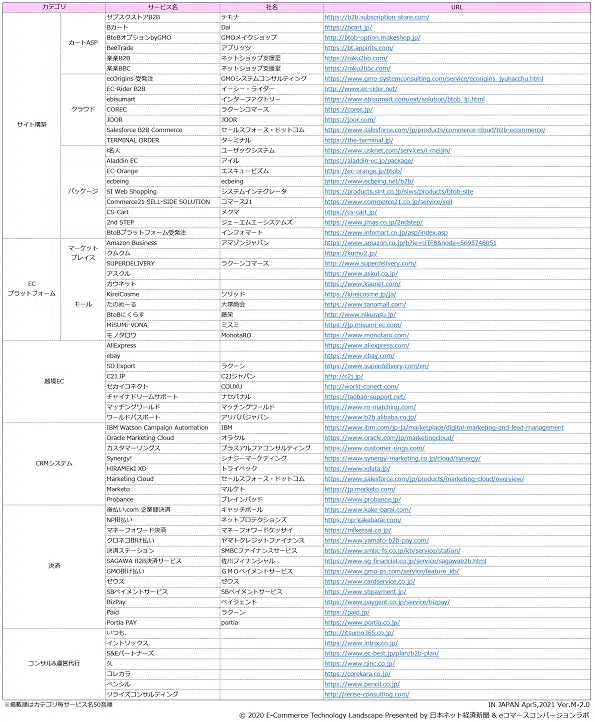 カテゴリ サービス名 社名 URL
サイト構築 カートASP サブスクストアB2B テモナ https://b2b.subscription-store.com/
Bカート Dai https://bcart.jp/
BtoBオプションbyGMO GMOメイクショップ http://btob-option.makeshop.jp/
BeeTrade アプリッツ https://bt.appirits.com/
楽楽B2B ネットショップ支援室 https://raku2bb.com/
楽楽BBC ネットショップ支援室 https://raku2bbc.com/
クラウド ecOrigins 受発注 GMOシステムコンサルティング https://www.gmo-systemconsulting.com/service/ecorigins_jyuhacchu.html
EC-Rider B2B イーシー・ライダー http://www.ec-rider.net/
ebisumart インターファクトリー https://www.ebisumart.com/ext/solution/btob_lp.html
COREC ラクーンコマース https://corec.jp/
JOOR JOOR https://joor.com/
Salesforce B2B Commerce セールスフォース・ドットコム https://www.salesforce.com/jp/products/commerce-cloud/b2b-ecommerce/
TERMINAL ORDER ターミナル https://the-terminal.jp/
パッケージ i名人 ユーザックシステム https://www.usknet.com/services/i-meijin/
Aladdin EC アイル https://aladdin-ec.jp/package/
EC-Orange エスキュービズム https://ec-orange.jp/btob/
ecbeing ecbeing https://www.ecbeing.net/b2b/
SI Web Shopping システムインテグレータ https://products.sint.co.jp/siws/products/btob-site
Commerce21 SELL-SIDE SOLUTION コマース21 https://www.commerce21.co.jp/service/sell
CS-Cart メクマ https://cs-cart.jp/
2nd STEP ジェーエムエーシステムズ https://www.jmas.co.jp/2ndstep/
BtoBプラットフォーム受発注 インフォマート https://www.infomart.co.jp/asp/index.asp
EC プラットフォーム マーケットプレイス Amazon Business アマゾンジャパン https://www.amazon.co.jp/b?ie=UTF8&node=5695748051
クムクム https://kumu2.jp/
SUPERDELIVERY ラクーンコマース http://www.superdelivery.com/
モール アスクル https://www.askul.co.jp/
カウネット https://www.kaunet.com/
KireiCosme ソリッド https://kireicosme.jp/ja/
たのめーる 大塚商会 https://www.tanomail.com/
BtoBにくらす 藤栄 http://www.nikurasu.jp/
MiSUMi-VONA ミスミ https://jp.misumi-ec.com/
モノタロウ MonotaRO https://www.monotaro.com/
越境EC AliExpress https://www.aliexpress.com/
ebay https://www.ebay.com/
SD Export ラクーン https://www.superdelivery.com/en/
C2J.JP C2Jジャパン http://c2j.jp/
セカイコネクト COUXU http://world-conect.com/
チャイナドリームサポート ナセバナル https://taobao-support.net/
マッチングワールド マッチングワールド https://www.m-matching.com/
ワールドパスポート アリババジャパン https://www.b2b.alibaba.co.jp/
CRMシステム IBM Watson Campaign Automation IBM https://www.ibm.com/jp-ja/marketplace/digital-marketing-and-lead-management
Oracle Marketing Cloud オラクル https://www.oracle.com/jp/marketingcloud/
カスタマーリングス プラスアルファコンサルティング https://www.customer-rings.com/
Synergy! シナジーマーケティング https://www.synergy-marketing.co.jp/cloud/synergy/
HIRAMEKI XD トライベック https://www.xdata.jp/
Marketing Cloud セールスフォース・ドットコム https://www.salesforce.com/jp/products/marketing-cloud/overview/
Marketo マルケト https://jp.marketo.com/
Probance ブレインパッド https://www.probance.jp/
決済 後払い.com 企業間決済 キャッチボール https://www.kake-barai.com/
NP掛払い ネットプロテクションズ https://np-kakebarai.com/
マネーフォワード決済 マネーフォワードケッサイ https://mfkessai.co.jp/
クロネコ掛け払い ヤマトクレジットファイナンス https://www.yamato-b2b-pay.com/
決済ステーション SMBCファイナンスサービス https://www.smbc-fs.co.jp/kb/service/station/
SAGAWA B2B決済サービス 佐川フィナンシャル https://www.sg-financial.co.jp/service/sagawab2b.html
GMO掛け払い GMOペイメントサービス https://www.gmo-ps.com/service/feature_kb/
ゼウス ゼウス https://www.cardservice.co.jp/
SBペイメントサービス SBペイメントサービス https://www.sbpayment.jp/
BizPay ペイジェント https://www.paygent.co.jp/service/bizpay/
Paid ラクーン https://paid.jp/
Portia PAY portia https://www.portia.co.jp/
コンサル&運営代行 いつも. http://itsumo365.co.jp/
イントリックス https://www.intrix.co.jp/
S&Eパートナーズ https://www.ec-best.jp/plan/b2b-plan/
久 https://www.qinc.co.jp/
コレカラ https://corekara.co.jp/
ペンシル https://www.pencil.co.jp/
リライズコンサルティング http://rerise-consulting.com/
※掲載順はカテゴリ毎サービス名50音順 IN JAPAN Apr5,2021 Ver.M-2.0
© 2020 E-Commerce Technology Landscape Presented by 日本ネット経済新聞 & eコマースコンバージョンラボ